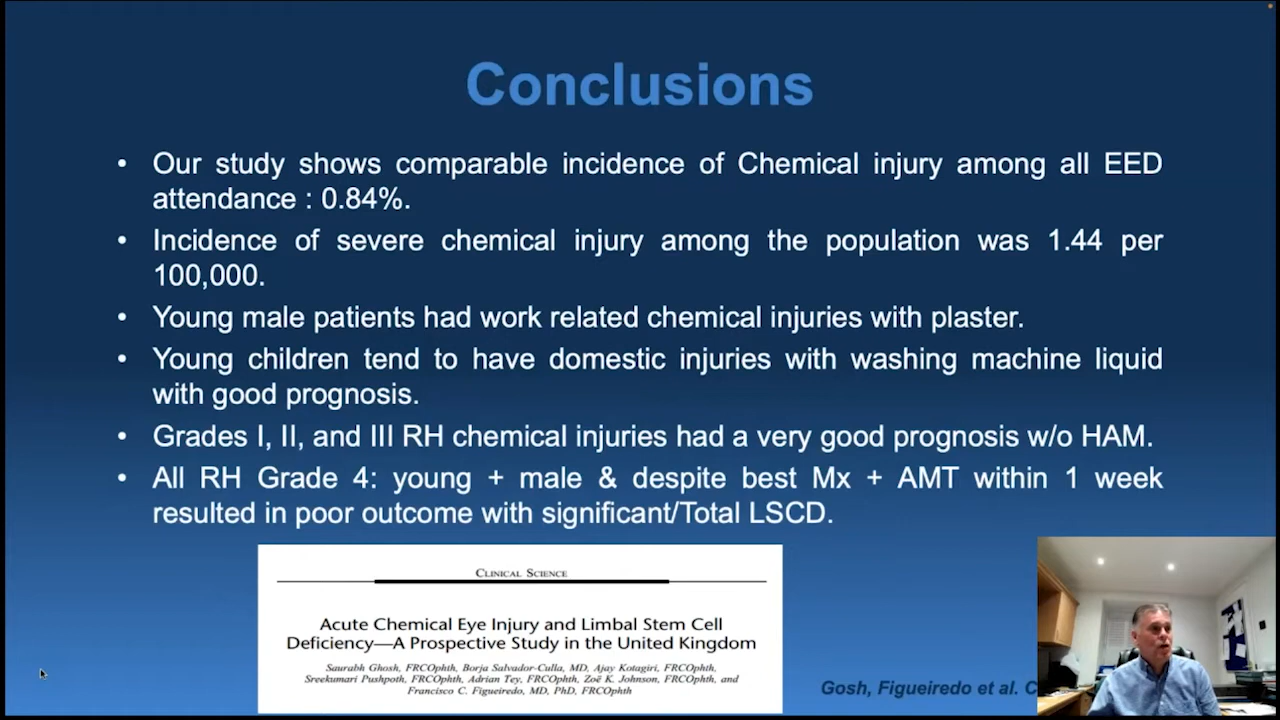 Conclusions
• Our study shows comparable incidence of Chemical injury among all EED
attendance : 0.84%.
• Incidence of severe chemical injury among the population was 1.44 per
100,000.
• Young male patients had work related chemical injuries with plaster.
• Young children tend to have domestic injuries with washing machine liquid
with good prognosis.
• Grades I, II, and III RH chemical injuries had a very good prognosis w/o HAM.
• All RH Grade 4: young + male & despite best Mx + AMT within 1 week
resulted in poor outcome with significant/Total LSCD.
CLINICAL SCIENCE
Acute Chemical Eye Injury and Limbal Stem Cell
Deficiency—A Prospective Study in the United Kingdom
Saurabh Ghosh, FRCOphth, Borja Salvador-Culla, MD, Ajay Kotagiri, FRCOphth,
Sreekumari Pushpoth, FRCOphth, Adrian Tey, FRCOphth, Zoë K. Johnson, FRCOphth, and
Francisco C. Figueiredo, MD, PhD, FRCOphth
Gosh, Figueiredo et al. C